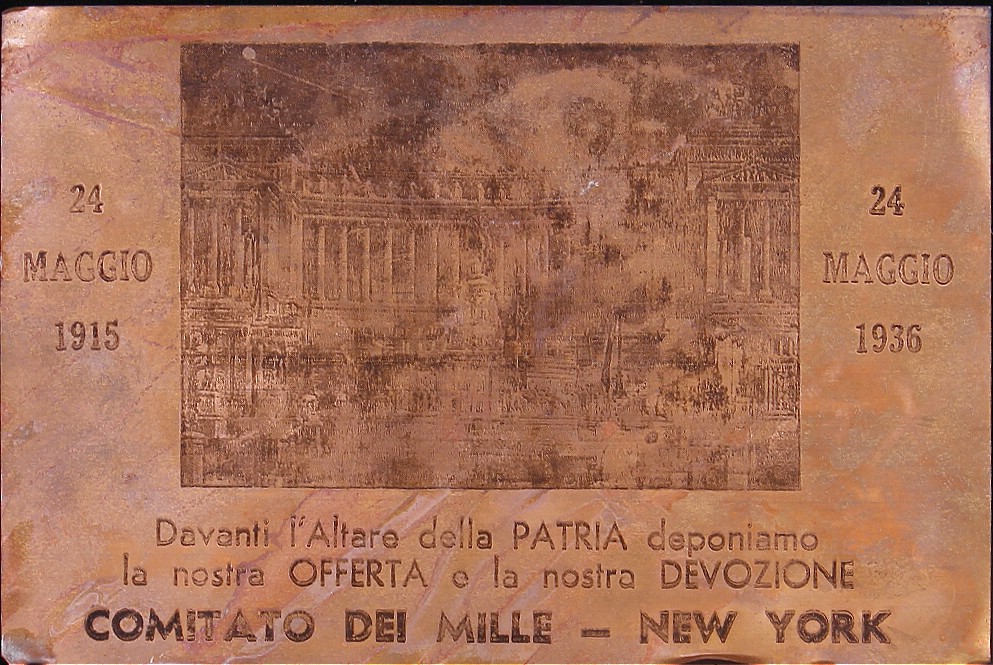 24
MAGGIO
1915
24
MAGGIO
1936
Davanti l'Altare della PATRIA deponiamo
la nostra OFFERTA e la nostra DEVOZIONE
COMITATO DEI MILLE – NEW YORK